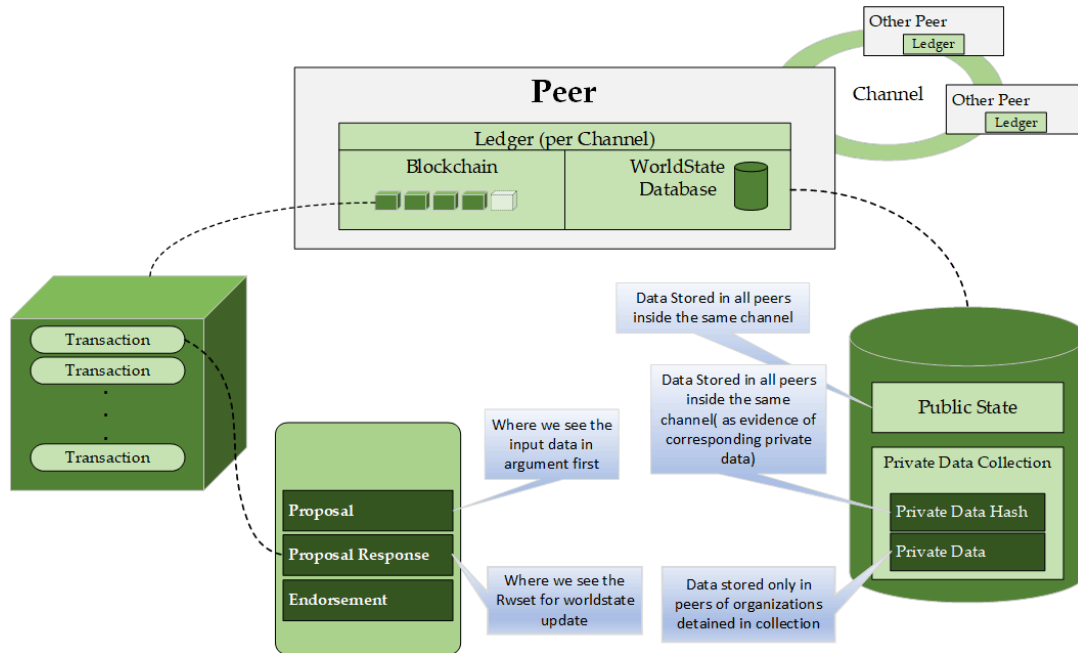 Other Peer
Ledger
Peer
Channel
Other Peer
Ledger
Ledger (per Channel)
Blockchain
WorldState
Database
Transaction
Transaction
.
.
.
Transaction
Proposal
Proposal Response
Endorsement
Where we see the
input data in
argument first
Where we see the
Rwset for worldstate
update
Data Stored in all peers
inside the same channel
Data Stored in all peers
inside the same
channel( as evidence of
corresponding private
data)
Data stored only in
peers of organizations
detained in collection
Public State
Private Data Collection
Private Data Hash
Private Data